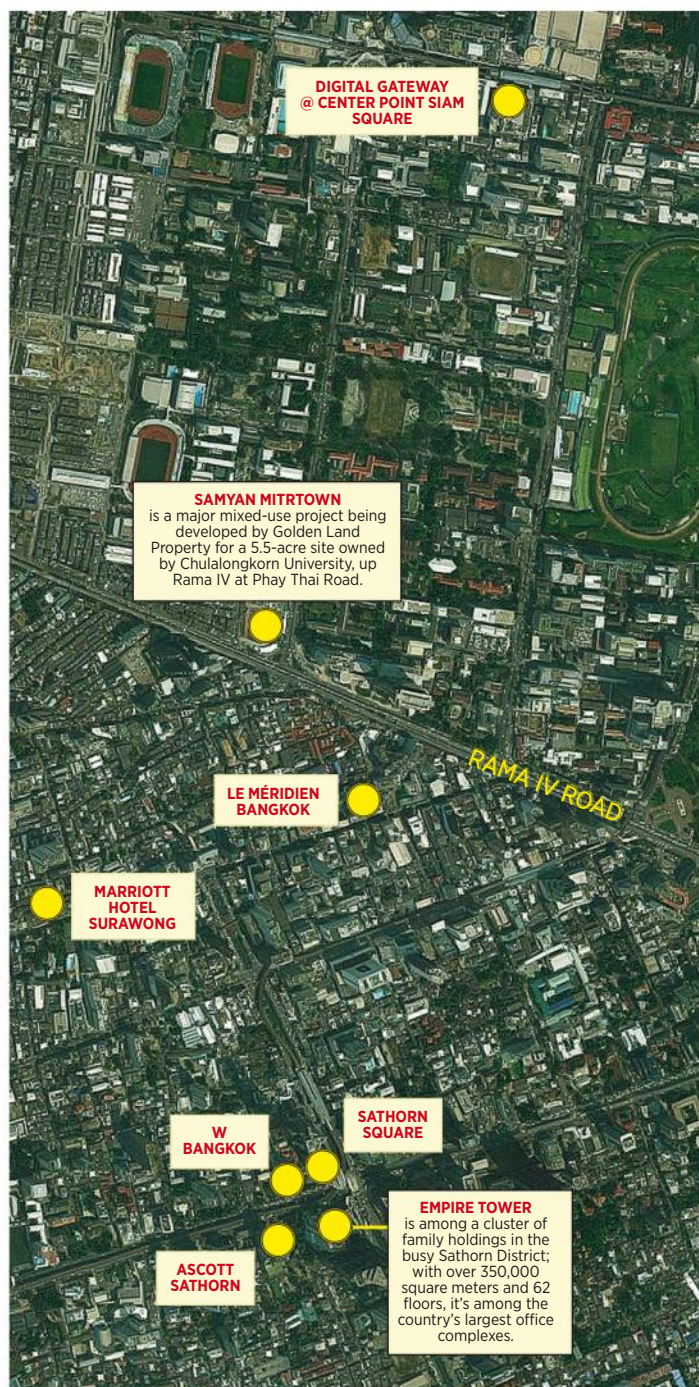 DIGITAL GATEWAY
@ CENTER POINT SIAM
SQUARE
SAMYAN MITRTOWN
is a major mixed-use project being
developed by Golden Land
Property for a 5.5-acre site owned
by Chulalongkorn University, up
Rama IV at Phay Thai Road.
RAMA IV ROAD
LE MÉRIDIEN
BANGKOK
MARRIOTT
HOTEL
SURAWONG
SATHORN
SQUARE
W
BANGKOK
EMPIRE TOWER
is among a cluster of
family holdings in the
busy Sathorn District;
with over 350,000
square meters and 62
floors, it's among the
country's largest office
complexes.
ASCOTT
SATHORN